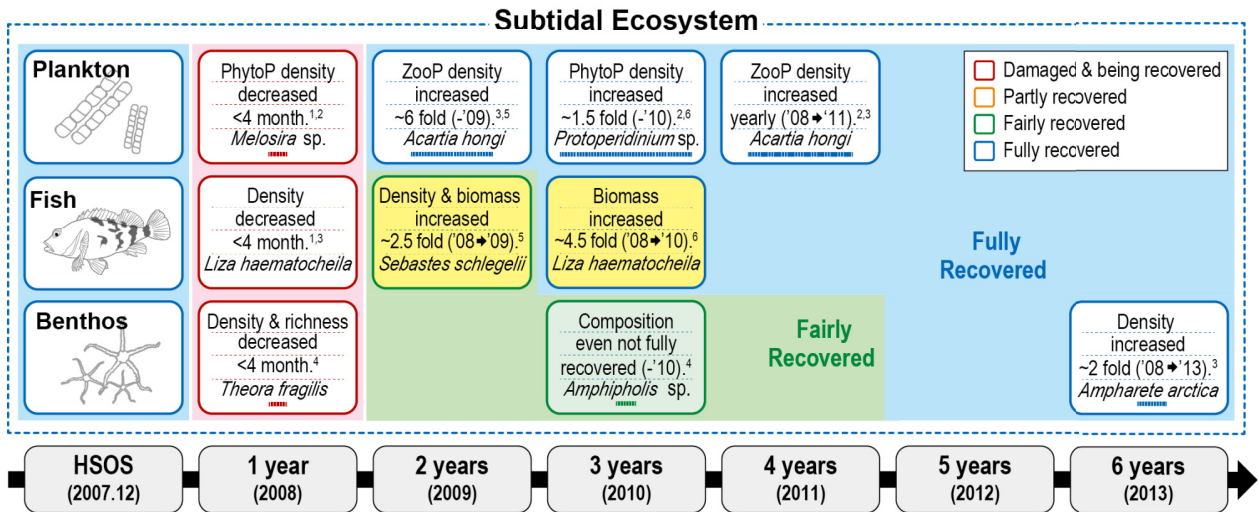 Subtidal Ecosystem
Plankton
PhytoP density
decreased
<4 month.1,2
Melosira sp.
ZooP density
increased
~6 fold (-'09).3,5
Acartia hongi
PhytoP density
increased
~1.5 fold (-'10).2,6
Protoperidinium sp.
ZooP density
increased
yearly ('08➔'11).2,3
Acartia hongi
Damaged & being recovered
Partly recovered
Fairly recovered
Fully recovered
Fish
Density
decreased
<4 month.1,3
Liza haematocheila
Density & biomass
increased
~2.5 fold ('08➔'09).5
Sebastes schlegelii
Biomass
increased
~4.5 fold ('08➔'10).6
Liza haematocheila
Fully
Recovered
Benthos
Density & richness
decreased
<4 month.4
Theora fragilis
Composition
even not fully
recovered (-'10).4
Amphipholis sp.
Fairly
Recovered
Density
increased
~2 fold ('08➔'13).3
Ampharete arctica
HSOS
(2007.12)
1 year
(2008)
2 years
(2009)
3 years
(2010)
4 years
(2011)
5 years
(2012)
6 years
(2013)